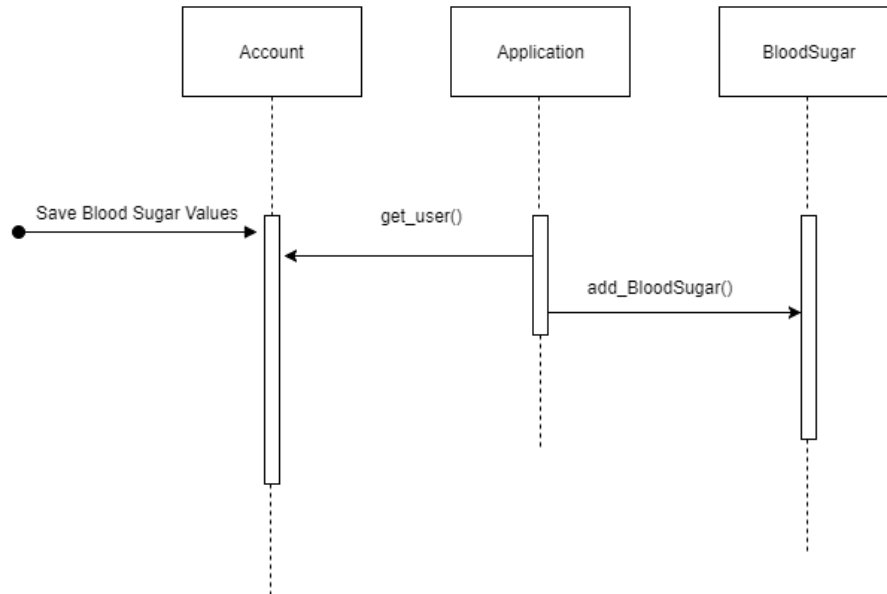 Account
Application
BloodSugar
Save Blood Sugar Values
get_user()
add_BloodSugar()